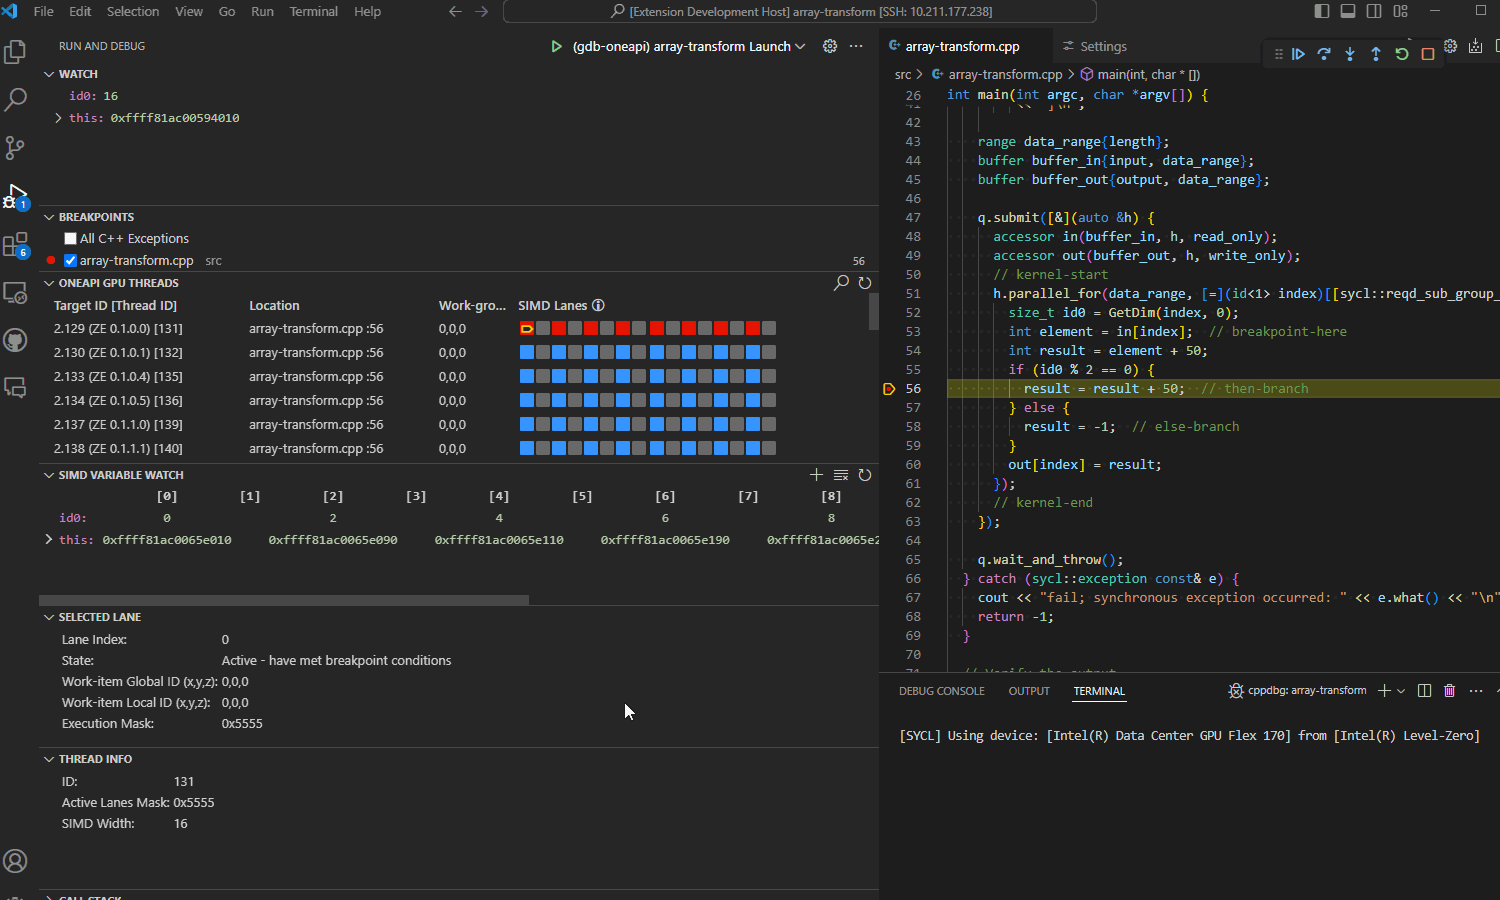 File Edit Selection View Go Run Terminal Help
[Extension Development Host] array-transform [SSH: 10.211.177.238]
RUN AND DEBUG
(gdb-oneapi) array-transform Launch
WATCH
id0: 16
this: 0xffff81ac00594010
BREAKPOINTS
All C++ Exceptions
array-transform.cpp src 56
ONEAPI GPU THREADS
Target ID [Thread ID] Location Work-gro... SIMD Lanes
2.129 (ZE 0.1.0.0) [131] array-transform.cpp :56 0,0,0
2.130 (ZE 0.1.0.1) [132] array-transform.cpp :56 0,0,0
2.133 (ZE 0.1.0.4) [135] array-transform.cpp :56 0,0,0
2.134 (ZE 0.1.0.5) [136] array-transform.cpp :56 0,0,0
2.137 (ZE 0.1.1.0) [139] array-transform.cpp :56 0,0,0
2.138 (ZE 0.1.1.1) [140] array-transform.cpp :56 0,0,0
SIMD VARIABLE WATCH
[0] [1] [2] [3] [4] [5] [6] [7] [8]
id0: 0 2 4 6 8
this: 0xffff81ac0065e010 0xffff81ac0065e090 0xffff81ac0065e110 0xffff81ac0065e190 0xffff81ac0065e2
SELECTED LANE
Lane Index: 0
State: Active - have met breakpoint conditions
Work-item Global ID (x,y,z): 0,0,0
Work-item Local ID (x,y,z): 0,0,0
Execution Mask: 0x5555
THREAD INFO
ID: 131
Active Lanes Mask: 0x5555
SIMD Width: 16
CALL STACK
1
6
array-transform.cpp
Settings
src > array-transform.cpp > main(int, char * [])
26 int main(int argc, char *argv[]) {
41 << "]\n";
42
43 range data_range{length};
44 buffer buffer_in{input, data_range};
45 buffer buffer_out{output, data_range};
46
47 q.submit([&](auto &h) {
48 accessor in(buffer_in, h, read_only);
49 accessor out(buffer_out, h, write_only);
50 // kernel-start
51 h.parallel_for(data_range, [=](id<1> index)[[sycl::reqd_sub_group_
52 size_t id0 = GetDim(index, 0);
53 int element = in[index]; // breakpoint-here
54 int result = element + 50;
55 if (id0 % 2 == 0) {
56 result = result + 50; // then-branch
57 } else {
58 result = -1; // else-branch
59 }
60 out[index] = result;
61 });
62 // kernel-end
63 });
64
65 q.wait_and_throw();
66 } catch (sycl::exception const& e) {
67 cout << "fail; synchronous exception occurred: " << e.what() << "\n"
68 return -1;
69 }
70
71 // Verify the output
DEBUG CONSOLE OUTPUT TERMINAL
cppdbg: array-transform
[SYCL] Using device: [Intel(R) Data Center GPU Flex 170] from [Intel(R) Level-Zero]